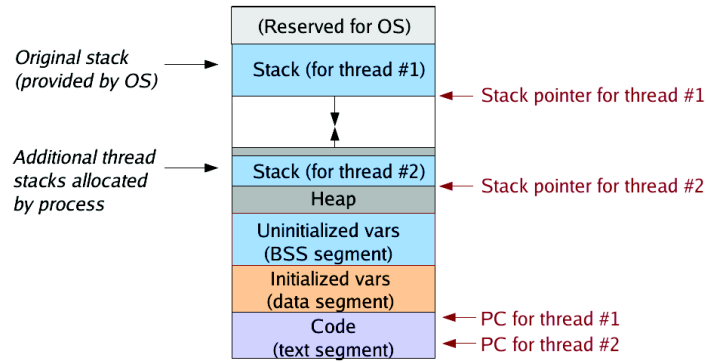 (Reserved for OS)
Original stack
(provided by OS)
Stack (for thread #1)
Stack pointer for thread #1
Additional thread
stacks allocated
by process
Stack (for thread #2)
Stack pointer for thread #2
Heap
Uninitialized vars
(BSS segment)
Initialized vars
(data segment)
PC for thread #1
Code
(text segment)
PC for thread #2